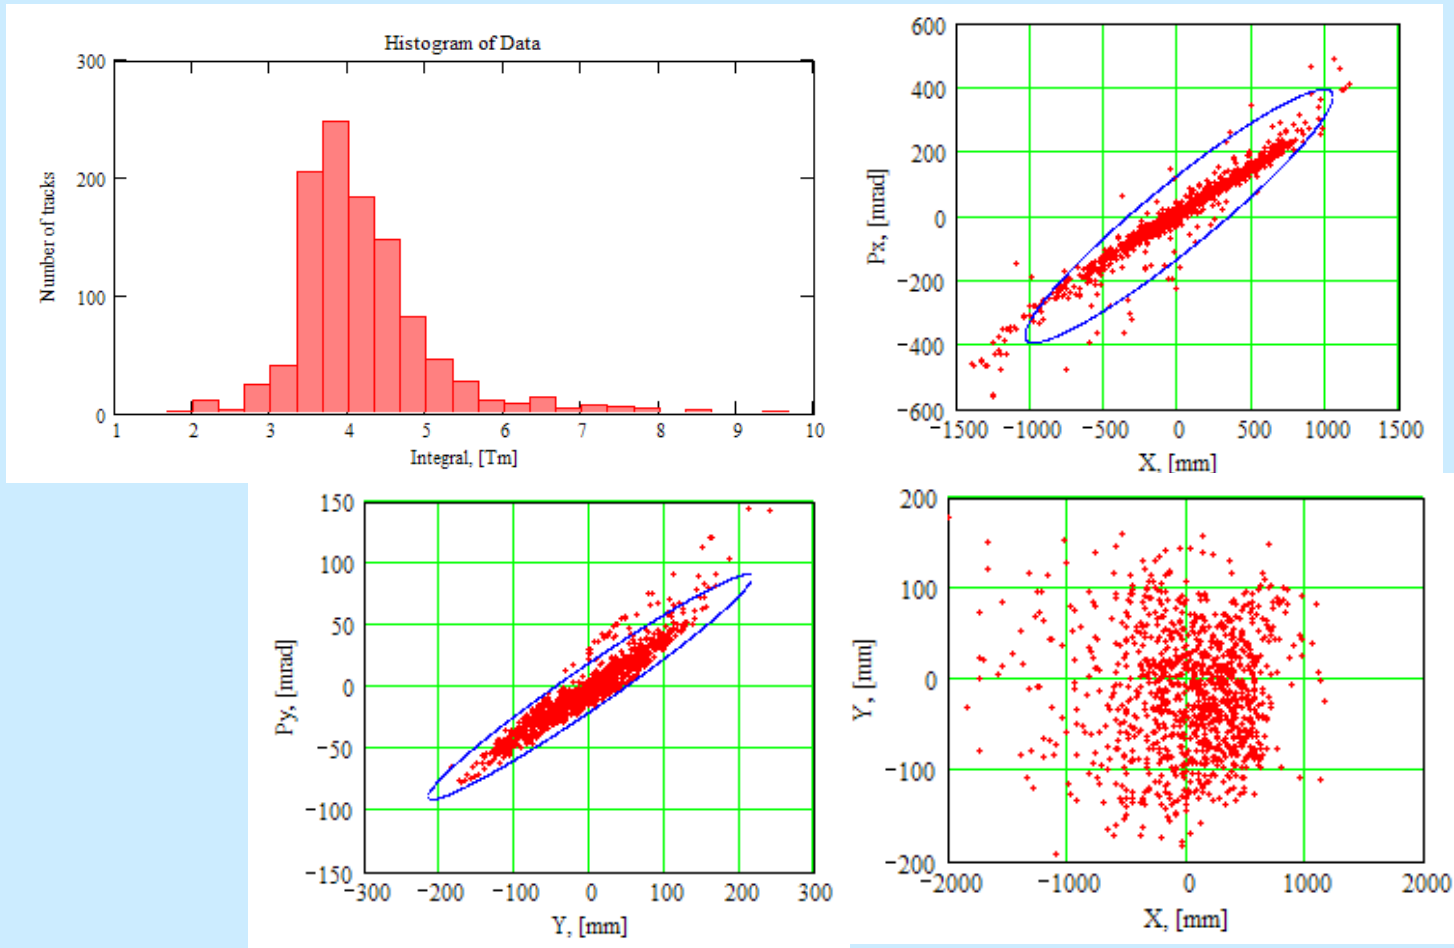 Histogram of Data
300
200
100
0
Number of tracks
1 2 3 4 5 6 7 8 9 10
Integral, [Tm]
600
400
200
0
−200
−400
−600
Px, [mrad]
−1500 −1000 −500 0 500 1000 1500
X, [mm]
150
100
50
0
−50
−100
−150
Py, [mrad]
−300 −200 −100 0 100 200 300
Y, [mm]
200
100
0
−100
−200
Y, [mm]
−2000 −1000 0 1000 2000
X, [mm]